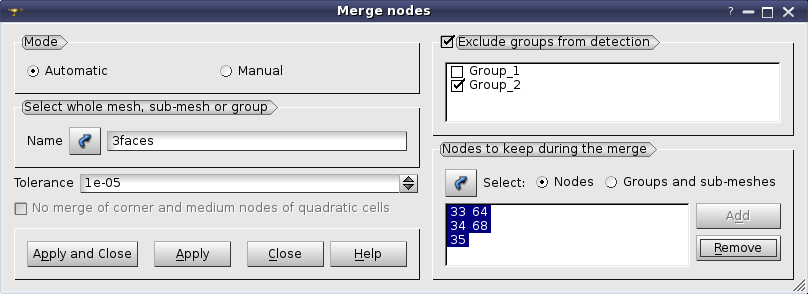 Merge nodes
Mode
Automatic
Manual
Select whole mesh, sub-mesh or group
Name
3faces
Tolerance
1e-05
No merge of corner and medium nodes of quadratic cells
Apply and Close
Apply
Close
Help
Exclude groups from detection
Group_1
Group_2
Nodes to keep during the merge
Select:
Nodes
Groups and sub-meshes
33 64
34 68
35
Add
Remove